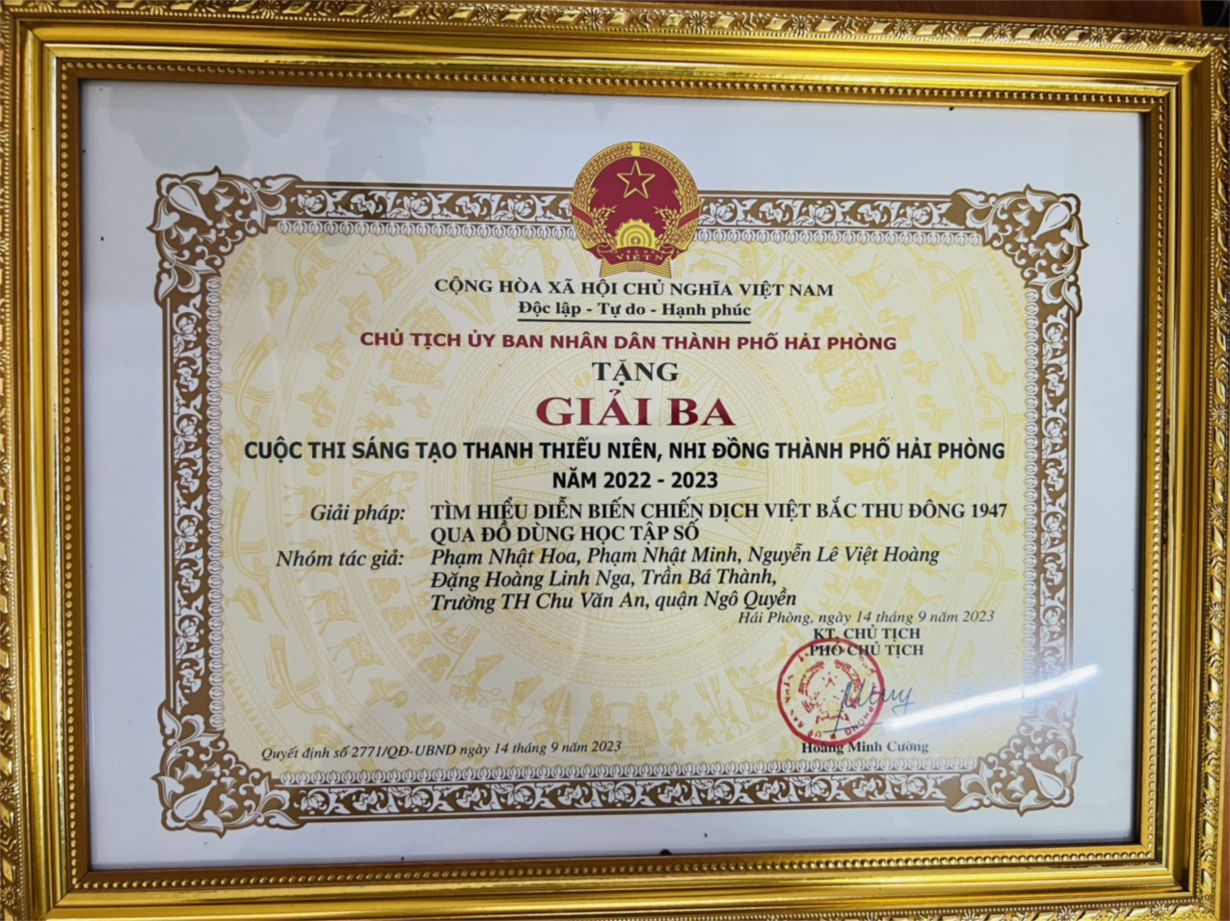 VIỆT N
CỘNG HÒA XÃ HỘI CHỦ NGHĨA VIỆT NAM
Độc lập - Tự do - Hạnh phúc
CHỦ TỊCH ỦY BAN NHÂN DÂN THÀNH PHỐ HẢI PHÒNG
TẶNG
GIẢI BA
CUỘC THI SÁNG TẠO THANH THIẾU NIÊN, NHI ĐỒNG THÀNH PHỐ HẢI PHÒNG
NĂM 2022 - 2023
Giải pháp: TÌM HIỂU DIỄN BIẾN CHIẾN DỊCH VIỆT BẮC THU ĐÔNG 1947
QUA ĐỒ DÙNG HỌC TẬP SỐ
Nhóm tác giả: Phạm Nhật Hoa, Phạm Nhật Minh, Nguyễn Lê Việt Hoàng
Đặng Hoàng Linh Nga, Trần Bá Thành,
Trường TH Chu Văn An, quận Ngô Quyền
Hải Phòng, ngày 14 tháng 9 năm 2023
KT. CHỦ TỊCH
PHÓ CHỦ TỊCH
Hoàng Minh Cường
Quyết định số 2771/QĐ-UBND ngày 14 tháng 9 năm 2023